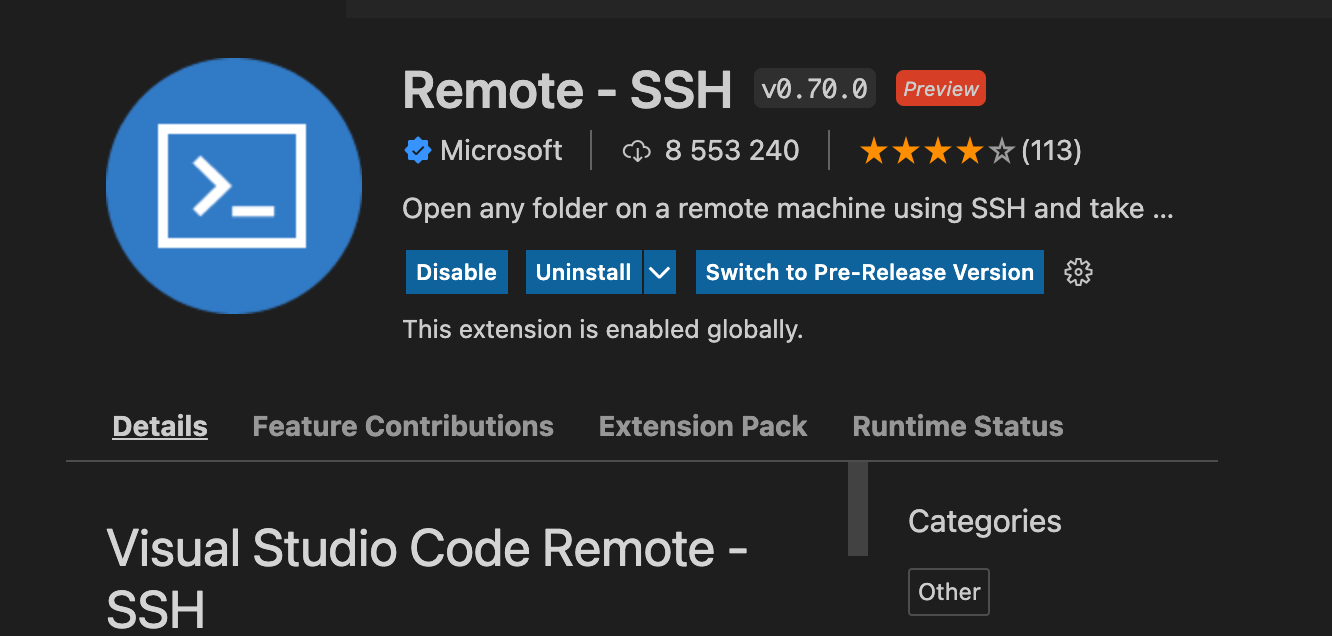 Remote - SSH v0.70.0 Preview
Microsoft 8 553 240 (113)
Open any folder on a remote machine using SSH and take ...
Disable Uninstall Switch to Pre-Release Version
This extension is enabled globally.
Details Feature Contributions Extension Pack Runtime Status
Visual Studio Code Remote -
SSH
Categories
Other